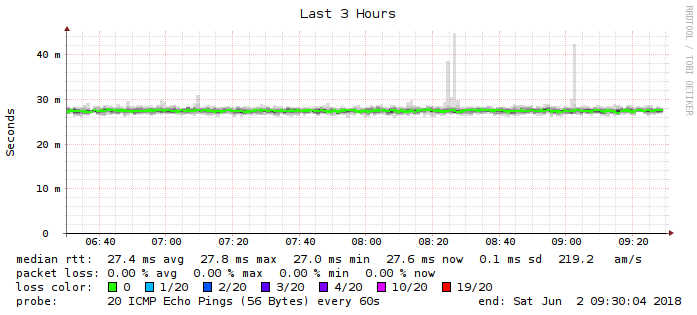 Last 3 Hours
RRDTOOL / TOBI OETIKER
Seconds
40 m
30 m
20 m
10 m
0
06:40 07:00 07:20 07:40 08:00 08:20 08:40 09:00 09:20
median rtt: 27.4 ms avg 27.8 ms max 27.0 ms min 27.6 ms now 0.1 ms sd 219.2 am/s
packet loss: 0.00 % avg 0.00 % max 0.00 % min 0.00 % now
loss color: 0 1/20 2/20 3/20 4/20 10/20 19/20
probe: 20 ICMP Echo Pings (56 Bytes) every 60s end: Sat Jun 2 09:30:04 2018